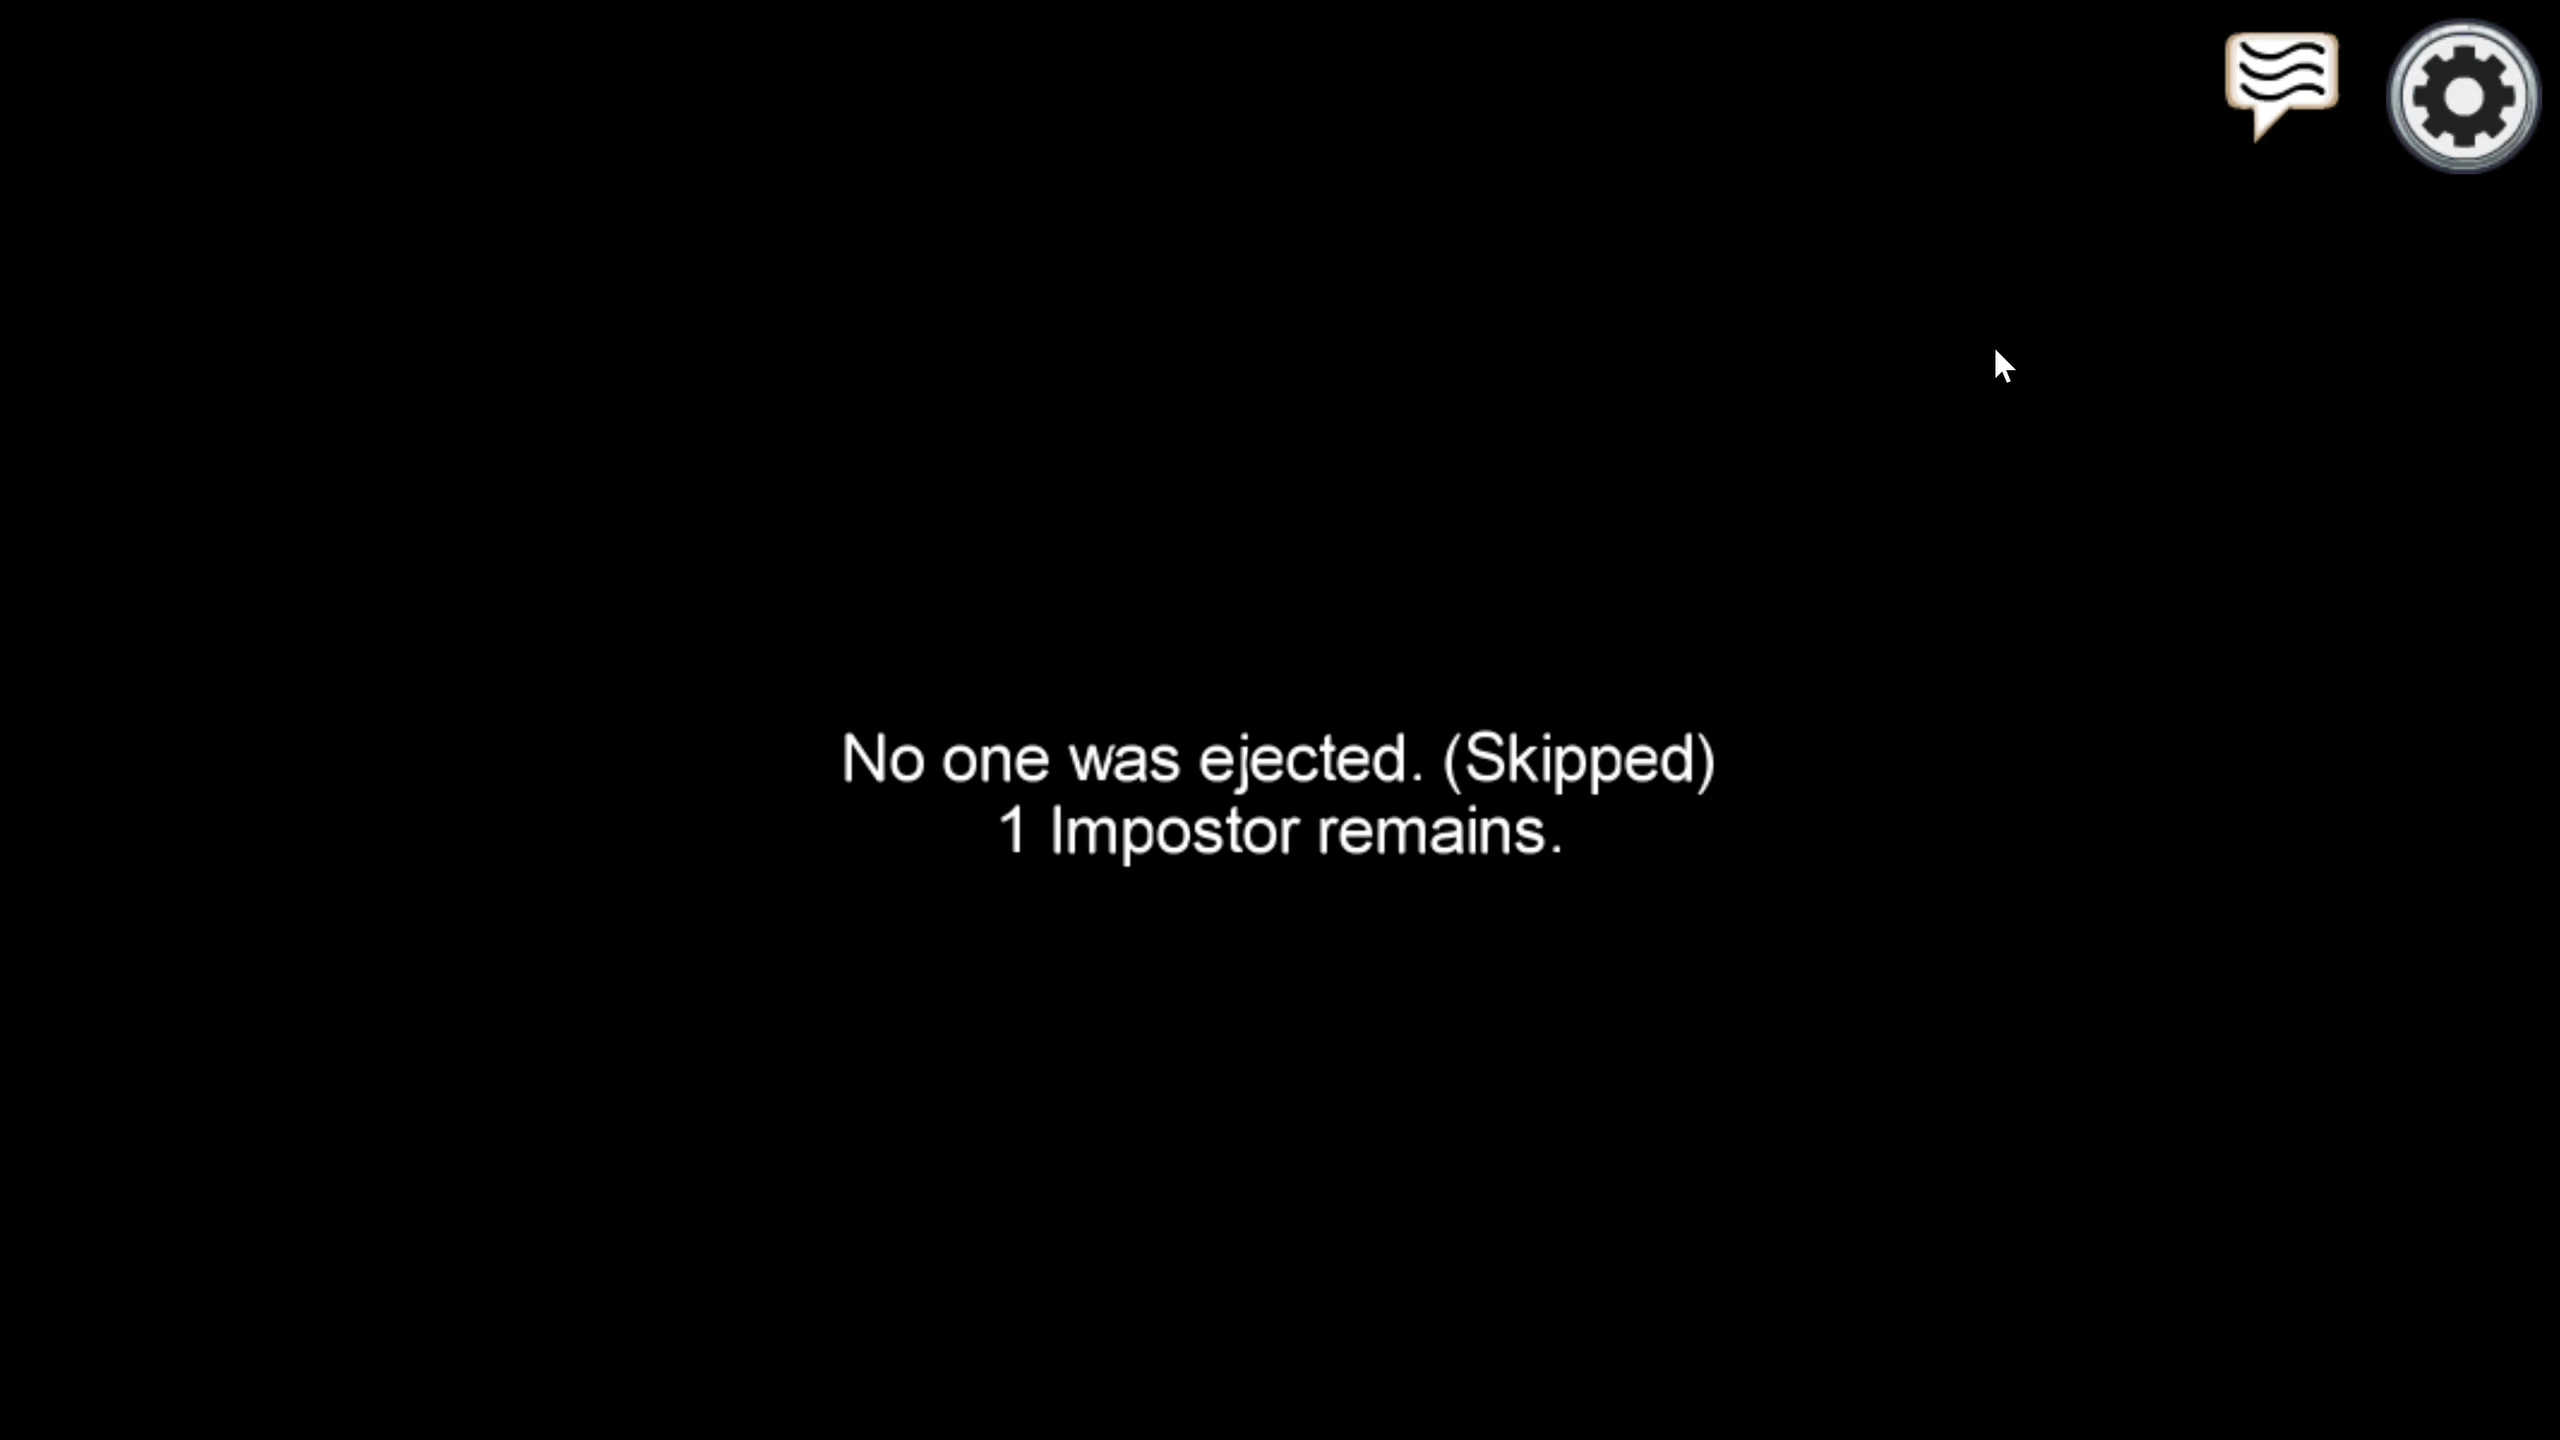 No one was ejected. (Skipped)
1 Impostor remains.